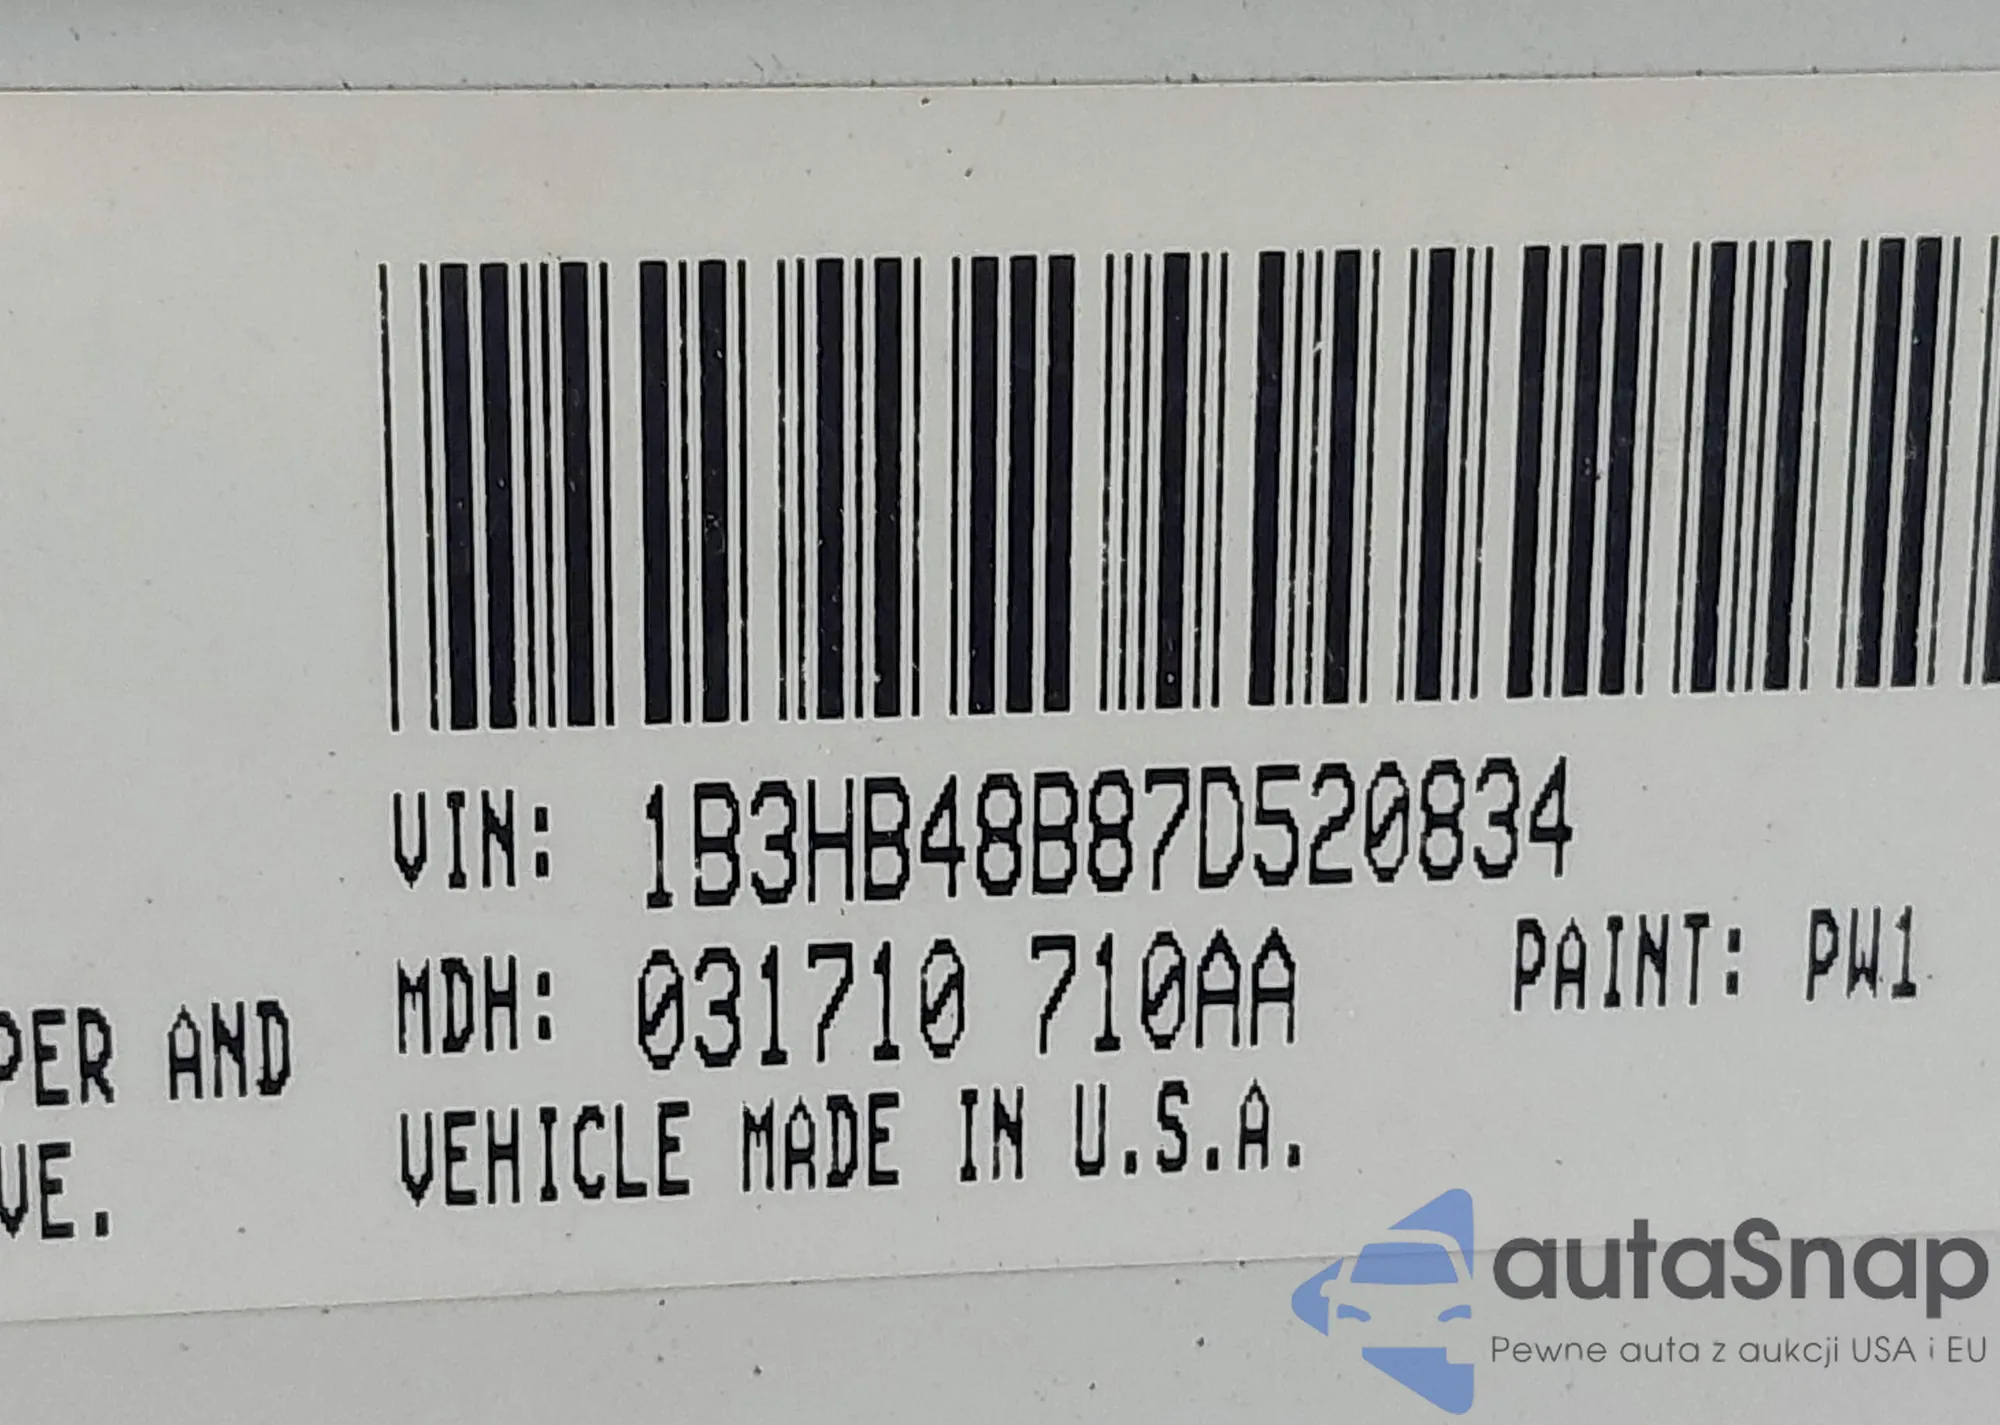 VIN: 1B3HB48B87D520834
MDH: 031710 710AA PAINT: PW1
PER AND
VEHICLE MADE IN U.S.A.
VE.
autaSnap
Pewne auta z aukcji USA i EU